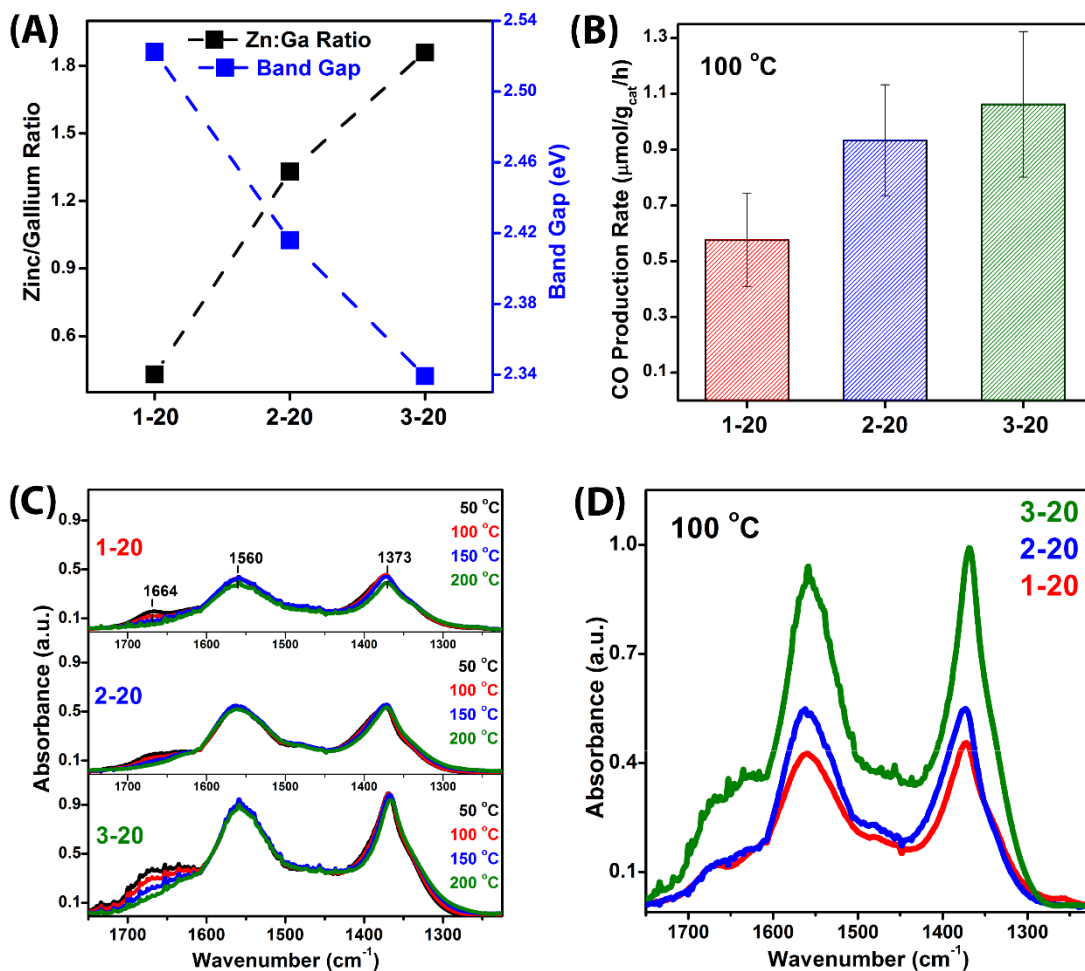 (A)
Zn:Ga Ratio
Band Gap
Zinc/Gallium Ratio
1.8
1.5
1.2
0.9
0.6
2.54
2.50
2.46
2.42
2.38
2.34
Band Gap (eV)
1-20
2-20
3-20
(B)
100 °C
CO Production Rate (μmol/g_cat/h)
1.3
1.1
0.9
0.7
0.5
0.3
0.1
1-20
2-20
3-20
(C)
Absorbance (a.u.)
0.9
0.5
0.1
1-20
1664
1560
1373
50 °C
100 °C
150 °C
200 °C
1700
1600
1500
1400
1300
0.9
0.5
0.1
2-20
50 °C
100 °C
150 °C
200 °C
0.9
0.5
0.1
3-20
50 °C
100 °C
150 °C
200 °C
1700
1600
1500
1400
1300
Wavenumber (cm⁻¹)
(D)
100 °C
3-20
2-20
1-20
Absorbance (a.u.)
1.0
0.7
0.4
0.1
1700
1600
1500
1400
1300
Wavenumber (cm⁻¹)